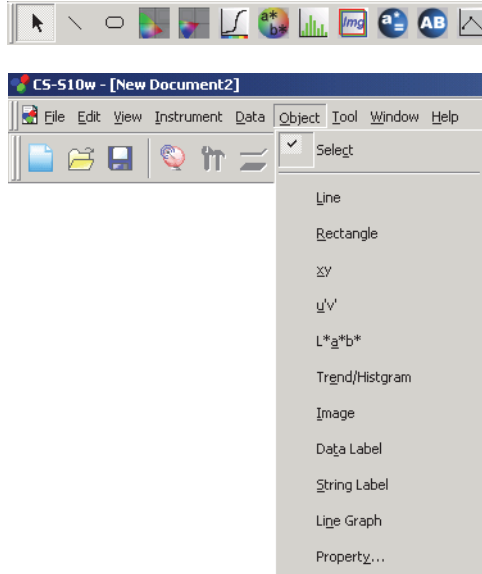 a* b* Img a= AB
CS-S10w - [New Document2]
File Edit View Instrument Data Object Tool Window Help
Select
Line
Rectangle
xy
u'v'
L*a*b*
Trend/Histgram
Image
Data Label
String Label
Line Graph
Property...